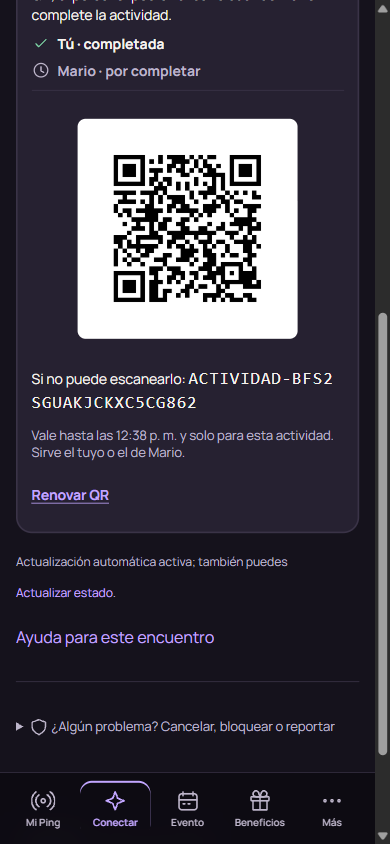 complete la actividad.
Tú · completada
Mario · por completar
Si no puede escanearlo: ACTIVIDAD-BFS2
SGUAKJCKXC5CG862
Vale hasta las 12:38 p. m. y solo para esta actividad.
Sirve el tuyo o el de Mario.
Renovar QR
Actualización automática activa; también puedes
Actualizar estado.
Ayuda para este encuentro
¿Algún problema? Cancelar, bloquear o reportar
Mi Ping
Conectar
Evento
Beneficios
Más